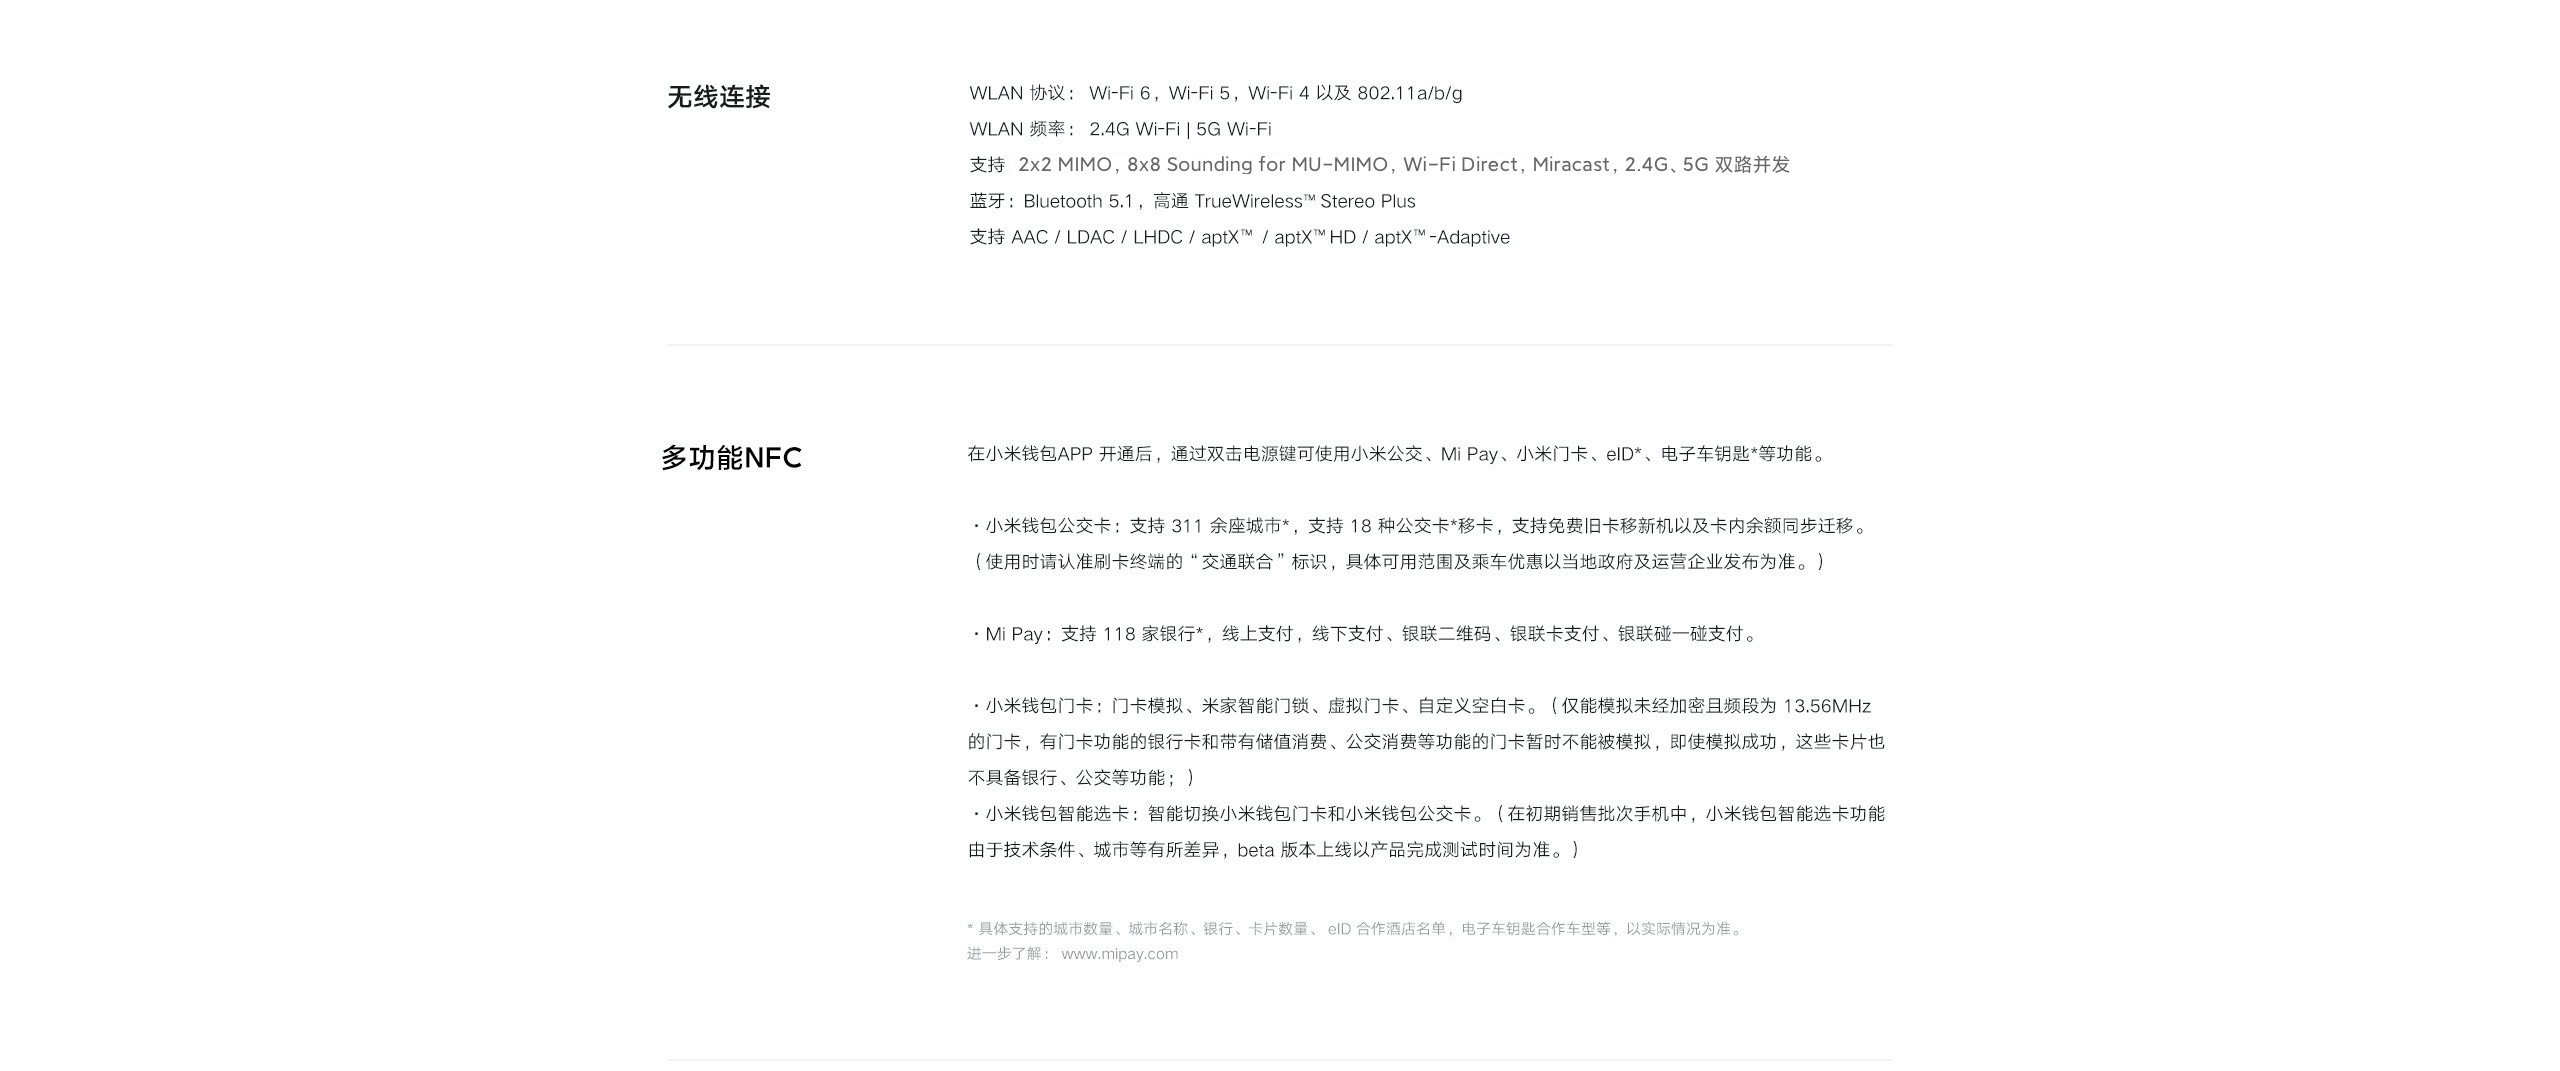 无线连接
WLAN 协议： Wi-Fi 6，Wi-Fi 5，Wi-Fi 4 以及 802.11a/b/g
WLAN 频率： 2.4G Wi-Fi | 5G Wi-Fi
支持 2x2 MIMO，8x8 Sounding for MU-MIMO，Wi-Fi Direct，Miracast，2.4G、5G 双路并发
蓝牙：Bluetooth 5.1，高通 TrueWireless™ Stereo Plus
支持 AAC / LDAC / LHDC / aptX™ / aptX™ HD / aptX™ -Adaptive
多功能NFC
在小米钱包APP 开通后，通过双击电源键可使用小米公交、Mi Pay、小米门卡、eID*、电子车钥匙*等功能。
·小米钱包公交卡：支持 311 余座城市*，支持 18 种公交卡*移卡，支持免费旧卡移新机以及卡内余额同步迁移。
（使用时请认准刷卡终端的“交通联合”标识，具体可用范围及乘车优惠以当地政府及运营企业发布为准。）
·Mi Pay：支持 118 家银行*，线上支付，线下支付、银联二维码、银联卡支付、银联碰一碰支付。
·小米钱包门卡：门卡模拟、米家智能门锁、虚拟门卡、自定义空白卡。（仅能模拟未经加密且频段为 13.56MHz
的门卡，有门卡功能的银行卡和带有储值消费、公交消费等功能的门卡暂时不能被模拟，即使模拟成功，这些卡片也
不具备银行、公交等功能；）
·小米钱包智能选卡：智能切换小米钱包门卡和小米钱包公交卡。（在初期销售批次手机中，小米钱包智能选卡功能
由于技术条件、城市等有所差异，beta 版本上线以产品完成测试时间为准。）
* 具体支持的城市数量、城市名称、银行、卡片数量、 eID 合作酒店名单，电子车钥匙合作车型等，以实际情况为准。
进一步了解： www.mipay.com